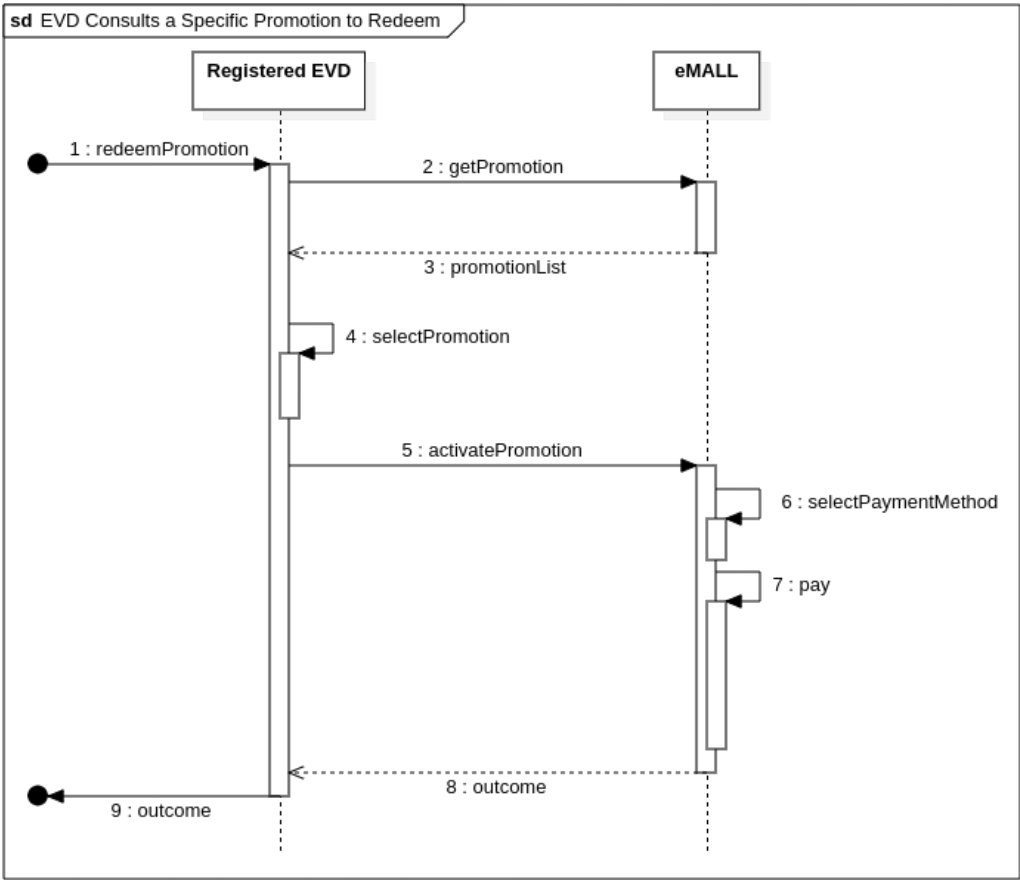 sd EVD Consults a Specific Promotion to Redeem
Registered EVD
eMALL
1 : redeemPromotion
2 : getPromotion
3 : promotionList
4 : selectPromotion
5 : activatePromotion
6 : selectPaymentMethod
7 : pay
8 : outcome
9 : outcome